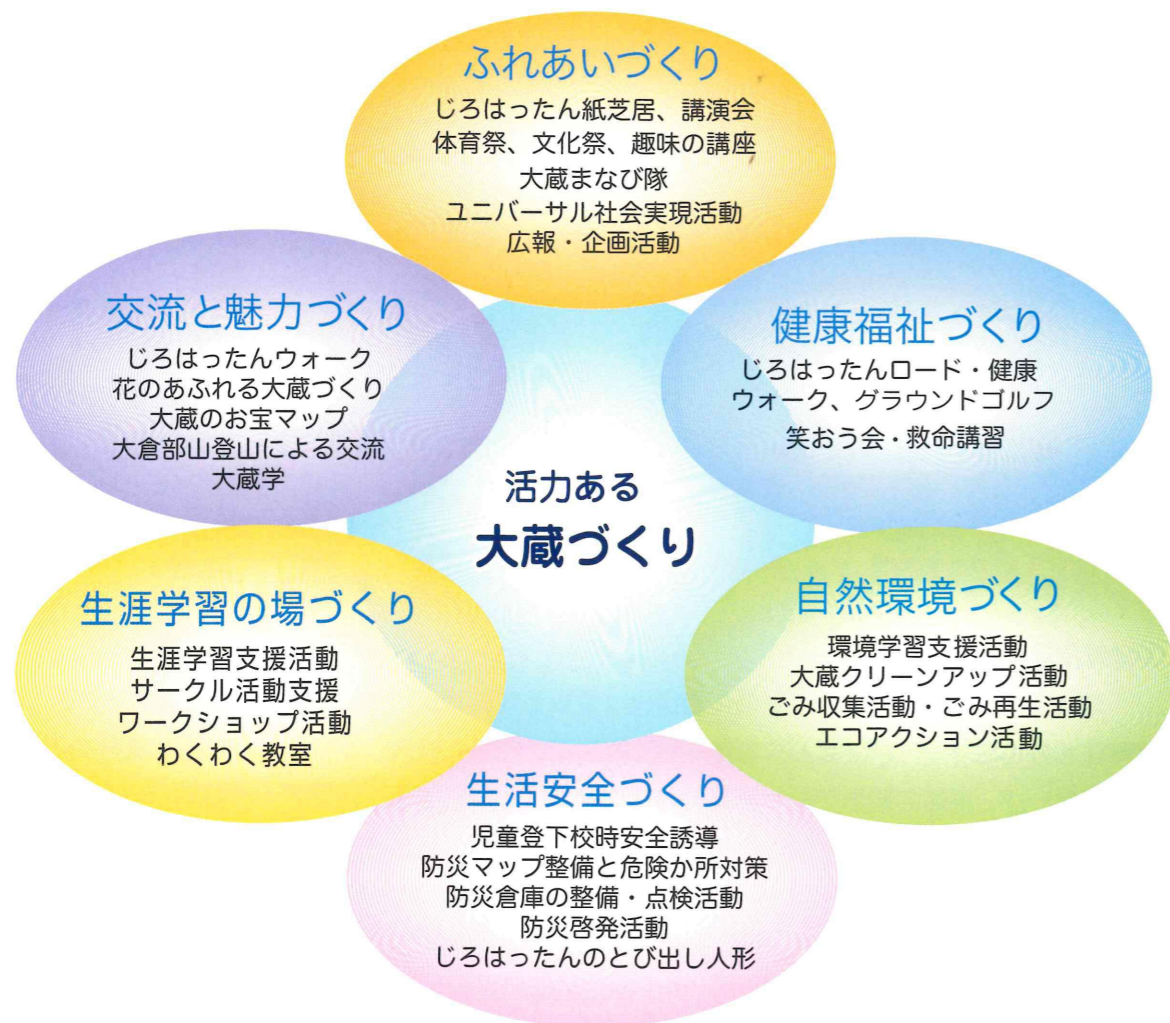 ふれあいづくり
じろはったん紙芝居、講演会
体育祭、文化祭、趣味の講座
大蔵まなび隊
ユニバーサル社会実現活動
広報・企画活動
交流と魅力づくり
じろはったんウォーク
花のあふれる大蔵づくり
大蔵のお宝マップ
大倉部山登山による交流
大蔵学
健康福祉づくり
じろはったんロード・健康
ウォーク、グラウンドゴルフ
笑おう会・救命講習
活力ある
大蔵づくり
生涯学習の場づくり
生涯学習支援活動
サークル活動支援
ワークショップ活動
わくわく教室
自然環境づくり
環境学習支援活動
大蔵クリーンアップ活動
ごみ収集活動・ごみ再生活動
エコアクション活動
生活安全づくり
児童登下校時安全誘導
防災マップ整備と危険か所対策
防災倉庫の整備・点検活動
防災啓発活動
じろはったんのとび出し人形